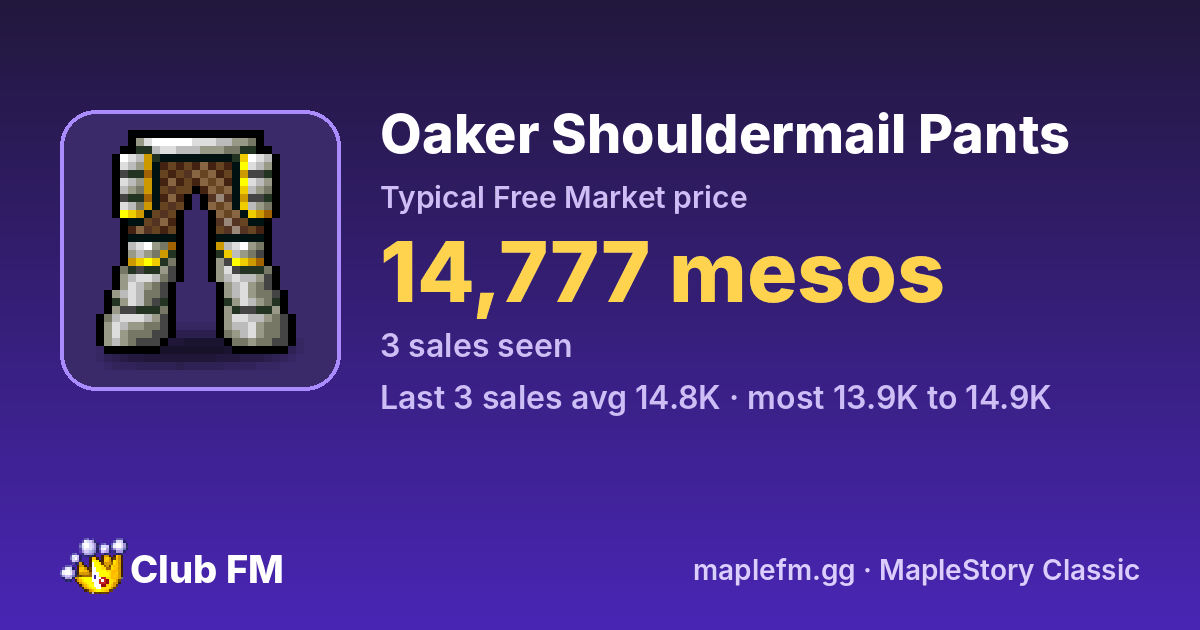 Oaker Shouldermail Pants
Typical Free Market price
14,777 mesos
3 sales seen
Last 3 sales avg 14.8K · most 13.9K to 14.9K
Club FM
maplefm.gg · MapleStory Classic